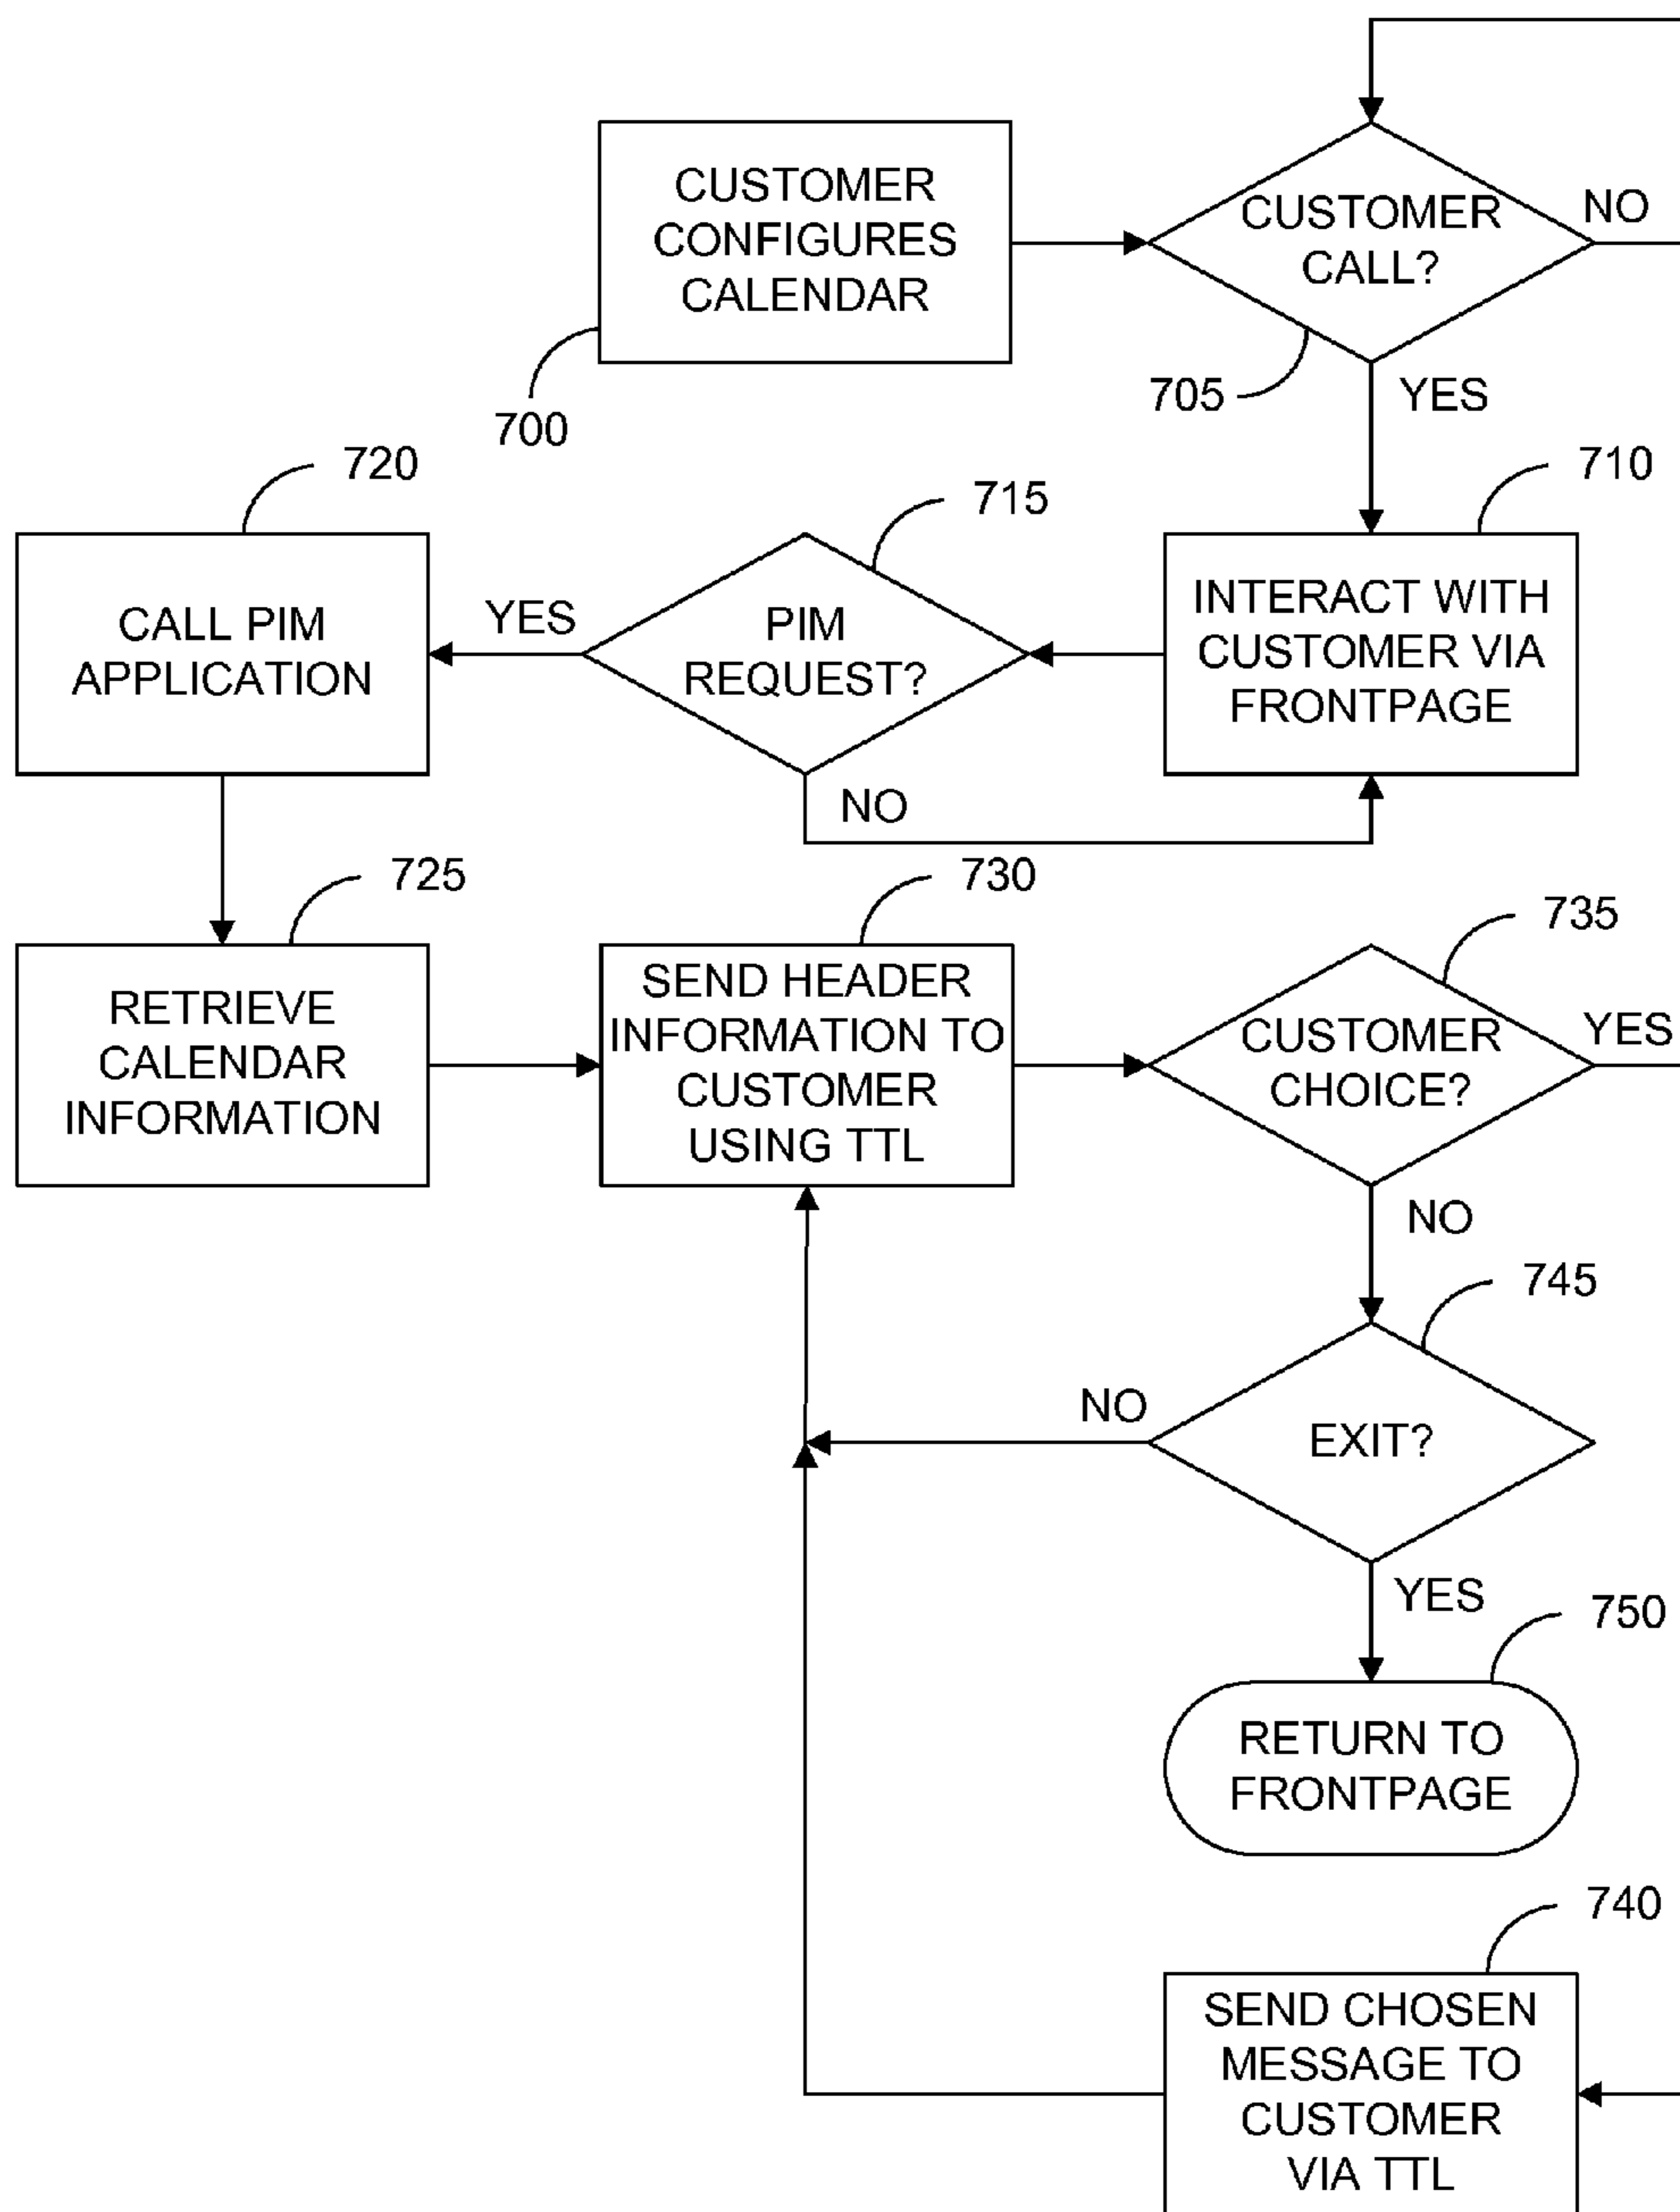 CUSTOMER
CONFIGURES
CALENDAR
700
CUSTOMER
CALL?
NO
705
YES
720
715
710
CALL PIM
APPLICATION
YES
PIM
REQUEST?
NO
INTERACT WITH
CUSTOMER VIA
FRONTPAGE
725
730
735
RETRIEVE
CALENDAR
INFORMATION
SEND HEADER
INFORMATION TO
CUSTOMER
USING TTL
CUSTOMER
CHOICE?
YES
NO
745
NO
EXIT?
YES
750
RETURN TO
FRONTPAGE
740
SEND CHOSEN
MESSAGE TO
CUSTOMER
VIA TTL